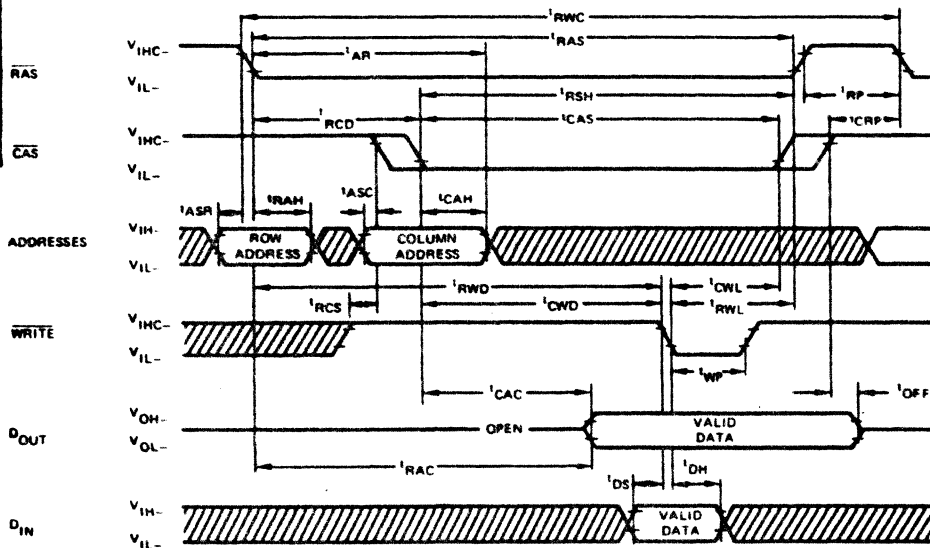 tRWC
tRAS
tAR
RAS
VIHC-
VIL-
tRSH
tRP
tRCD
tCAS
tCRP
CAS
VIHC-
VIL-
tASR
tRAH
tASC
tCAH
ADDRESSES
VIH-
VIL-
ROW ADDRESS
COLUMN ADDRESS
tRWD
tCWL
tRCS
tCWD
tRWL
WRITE
VIHC-
VIL-
tWP
tCAC
tOFF
DOUT
VOH-
VOL-
OPEN
VALID DATA
tRAC
tDS
tDH
DIN
VIH-
VIL-
VALID DATA